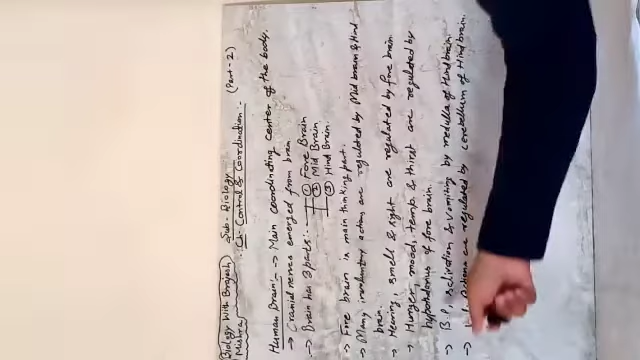 Biology With Brajesh Mishra
Sub - Biology
Ch - Control & Coordination. (Part - 2)
Human Brain:- → Main coordinating center of the body.
→ Cranial nerves emerged from brain
→ Brain has 3 parts:- ① Fore Brain
② Mid Brain
③ Hind Brain.
→ Fore brain is main thinking part.
→ Many involuntary actions are regulated by Mid brain & Hind
brain.
→ Hearing, smell & sight are regulated by fore brain
→ Hunger, mood, temp. & thirst are regulated by
hypothalamus of fore brain.
→ B.P, salivation & vomiting by medulla of Hind brain.
→ are regulated by cerebellum of Hind brain.